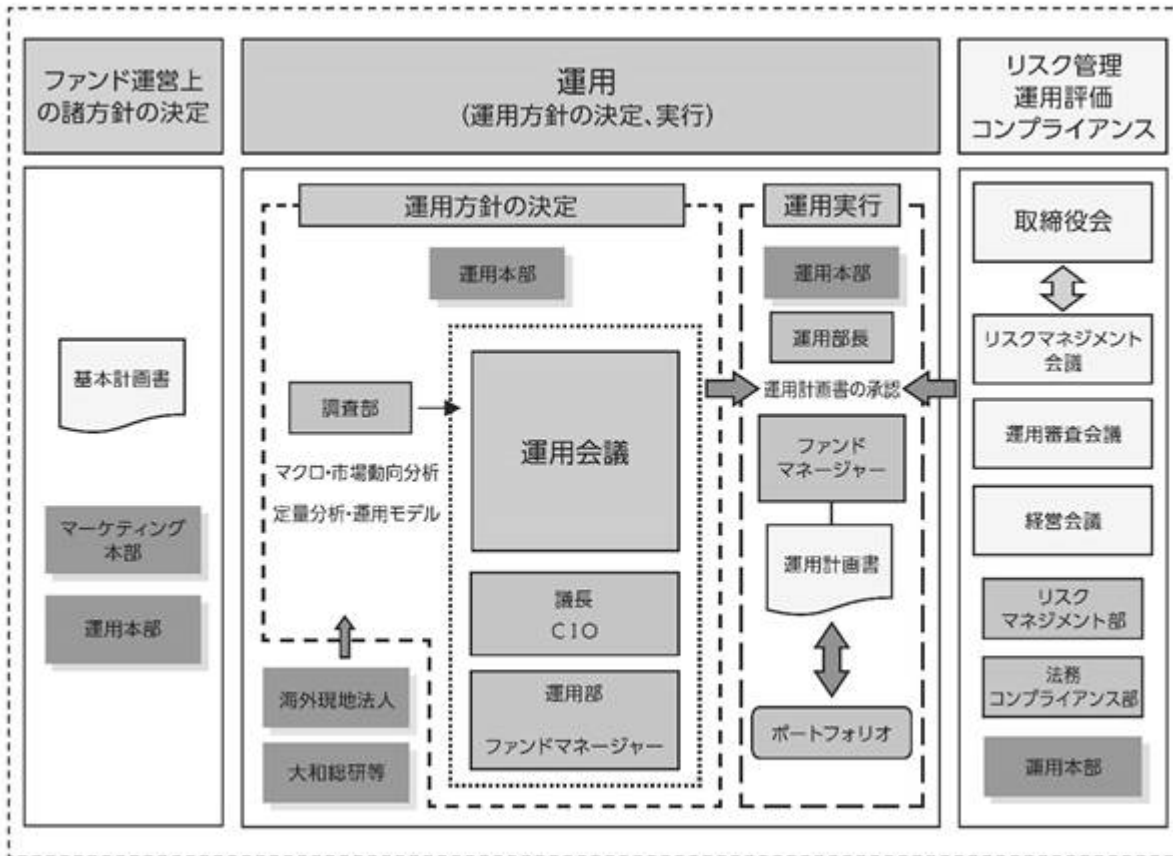 ファンド運営上
の諸方針の決定
運用
(運用方針の決定、実行)
リスク管理
運用評価
コンプライアンス
基本計画書
マーケティング
本部
運用本部
運用方針の決定
運用本部
調査部
マクロ・市場動向分析
定量分析・運用モデル
運用会議
議長
CIO
運用部
ファンドマネージャー
海外現地法人
大和総研等
運用実行
運用本部
運用部長
運用計画書の承認
ファンド
マネージャー
運用計画書
ポートフォリオ
取締役会
リスクマネジメント
会議
運用審査会議
経営会議
リスク
マネジメント部
法務
コンプライアンス部
運用本部